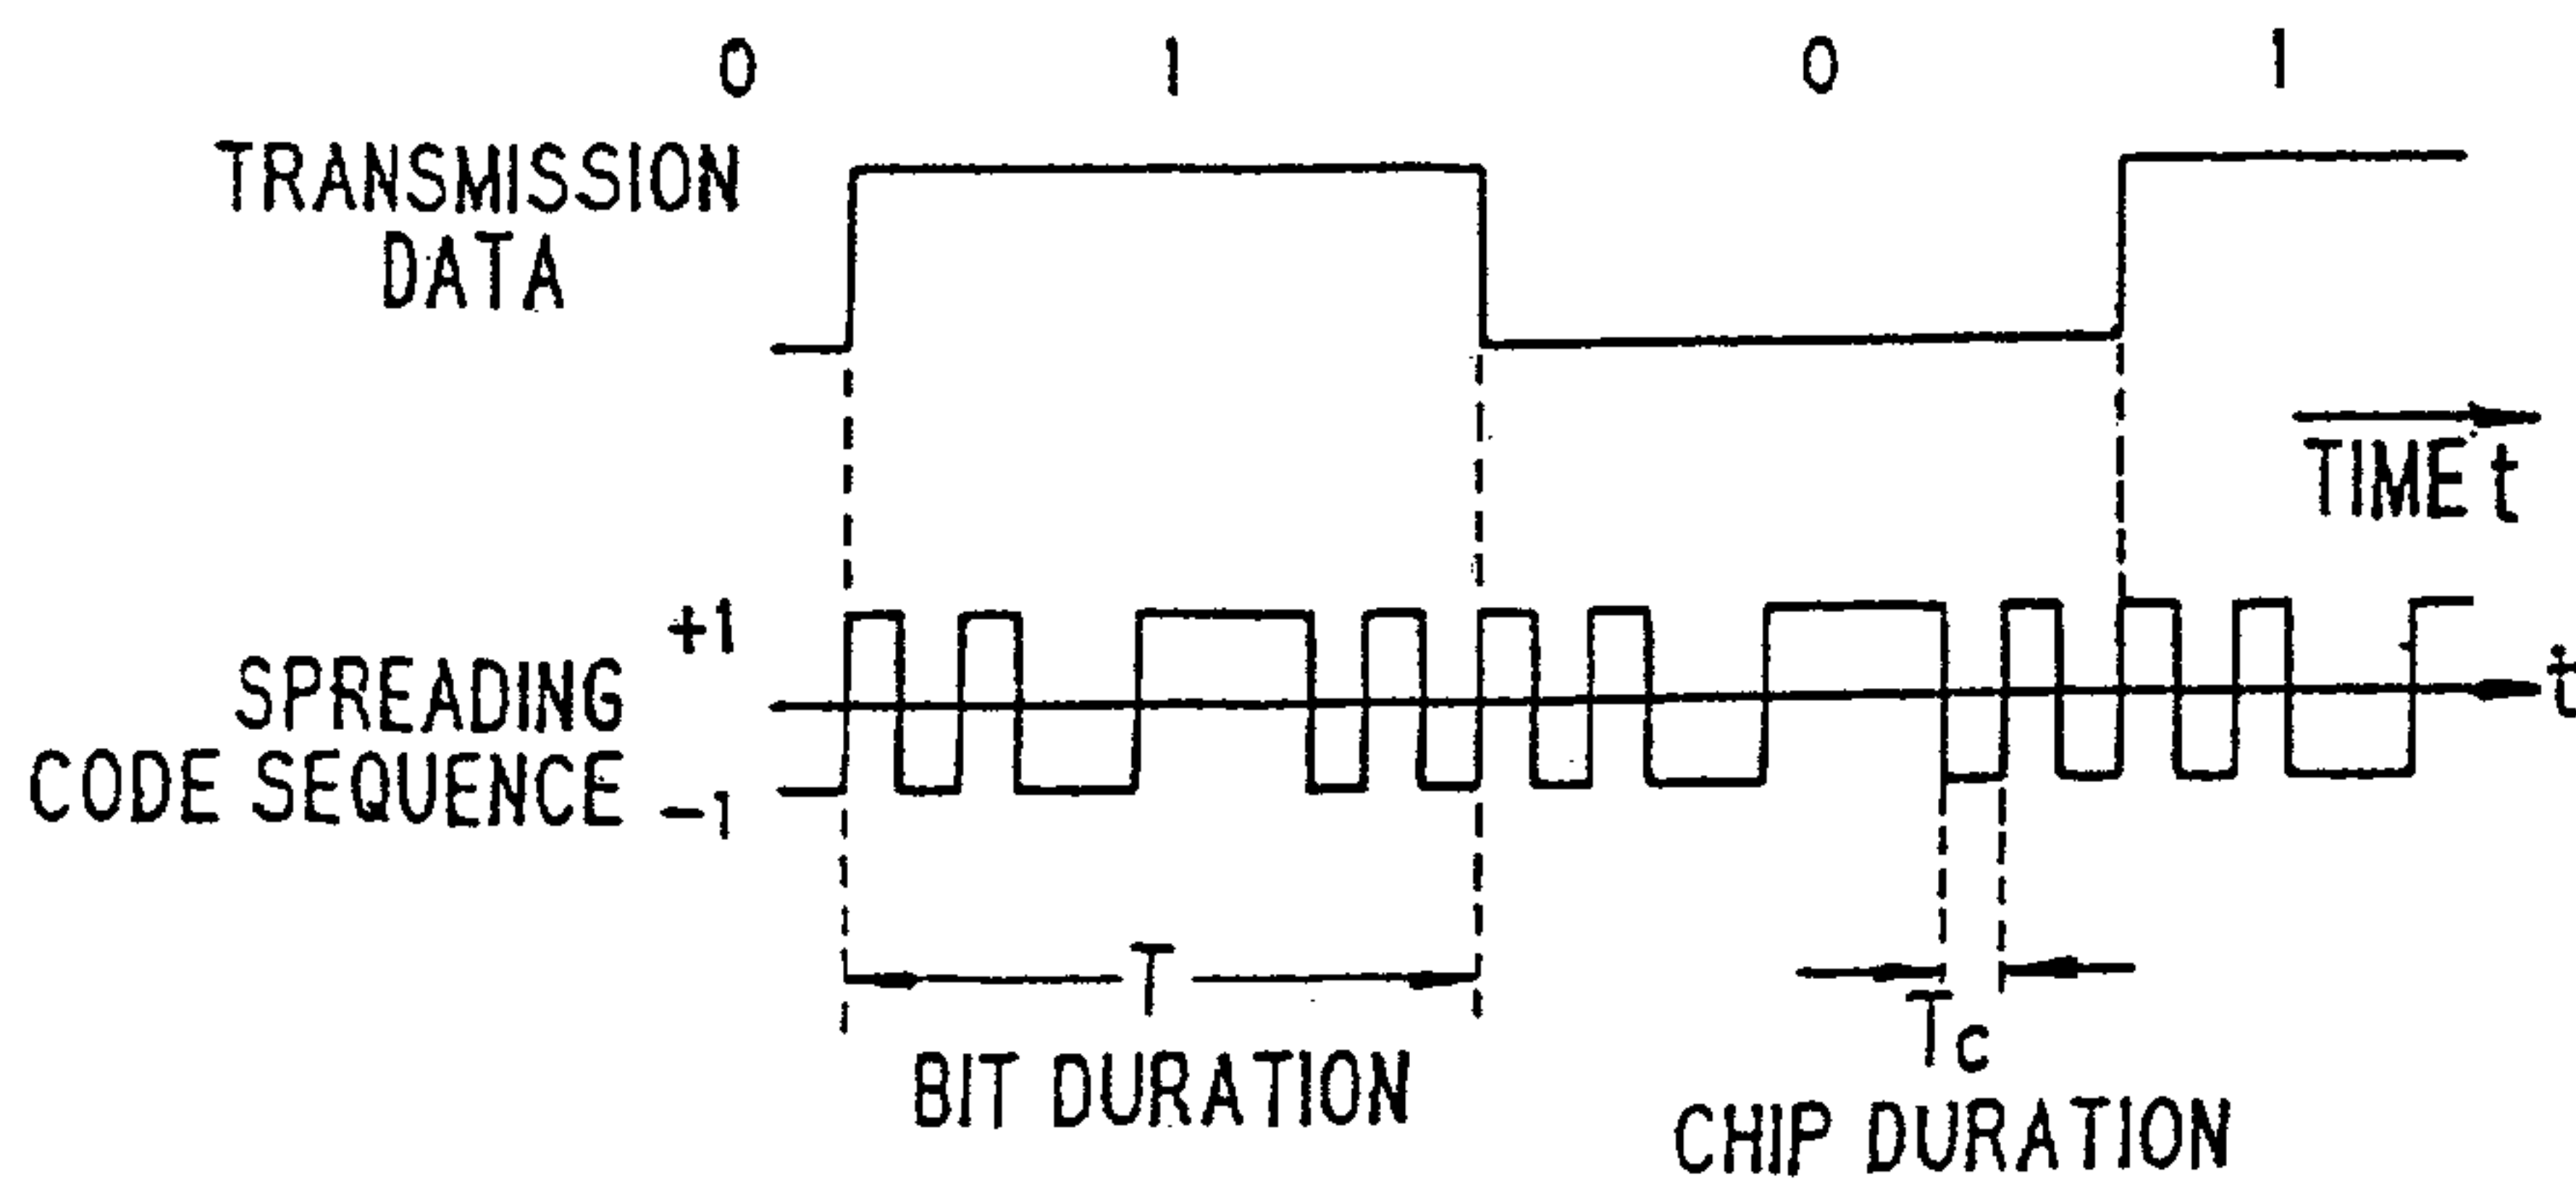 0 1 0 1
TRANSMISSION
DATA
TIME t
+1
SPREADING
CODE SEQUENCE
-1
t
T
BIT DURATION
Tc
CHIP DURATION